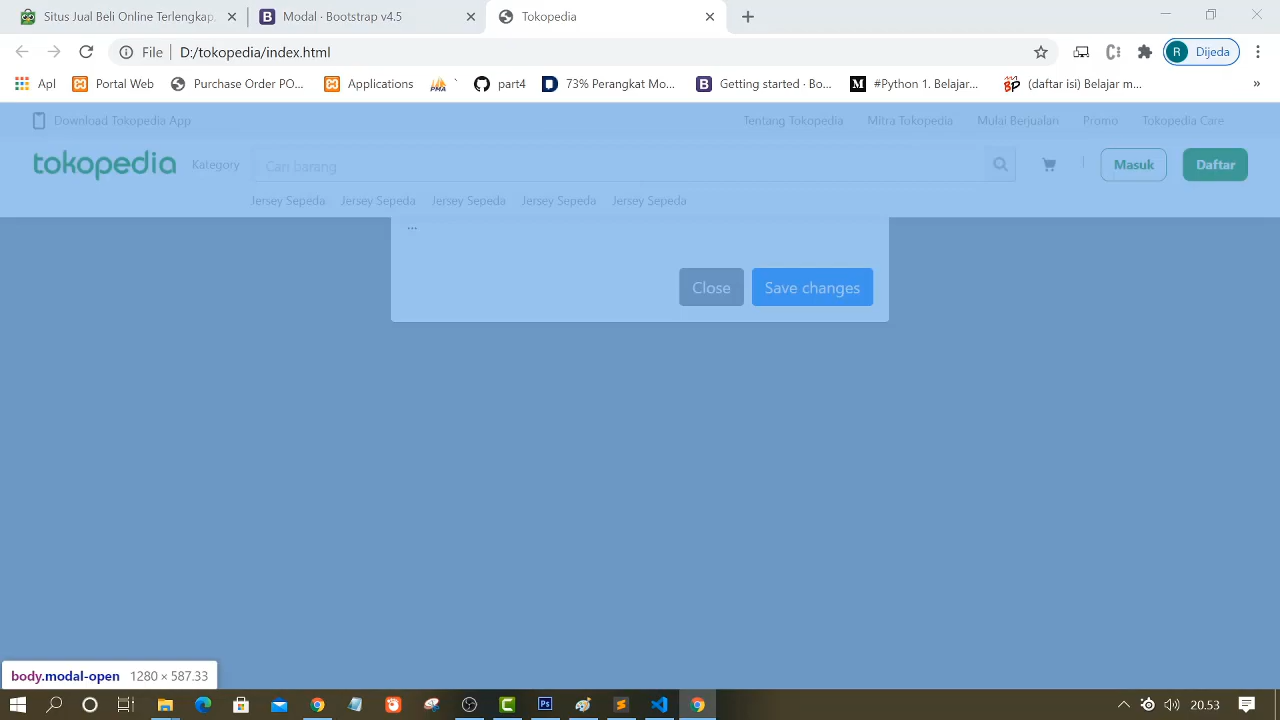 Situs Jual Beli Online Terlengkap,
Modal · Bootstrap v4.5
Tokopedia
File | D:/tokopedia/index.html
Dijeda
R
Apl
Portal Web
Purchase Order PO...
Applications
PMA
part4
73% Perangkat Mo...
Getting started · Bo...
#Python 1. Belajar...
(daftar isi) Belajar m...
»
Download Tokopedia App
Tentang Tokopedia
Mitra Tokopedia
Mulai Berjualan
Promo
Tokopedia Care
tokopedia
Kategory
Cari barang
Masuk
Daftar
Jersey Sepeda
Jersey Sepeda
Jersey Sepeda
Jersey Sepeda
Jersey Sepeda
...
Close
Save changes
body.modal-open 1280 × 587.33
20.53